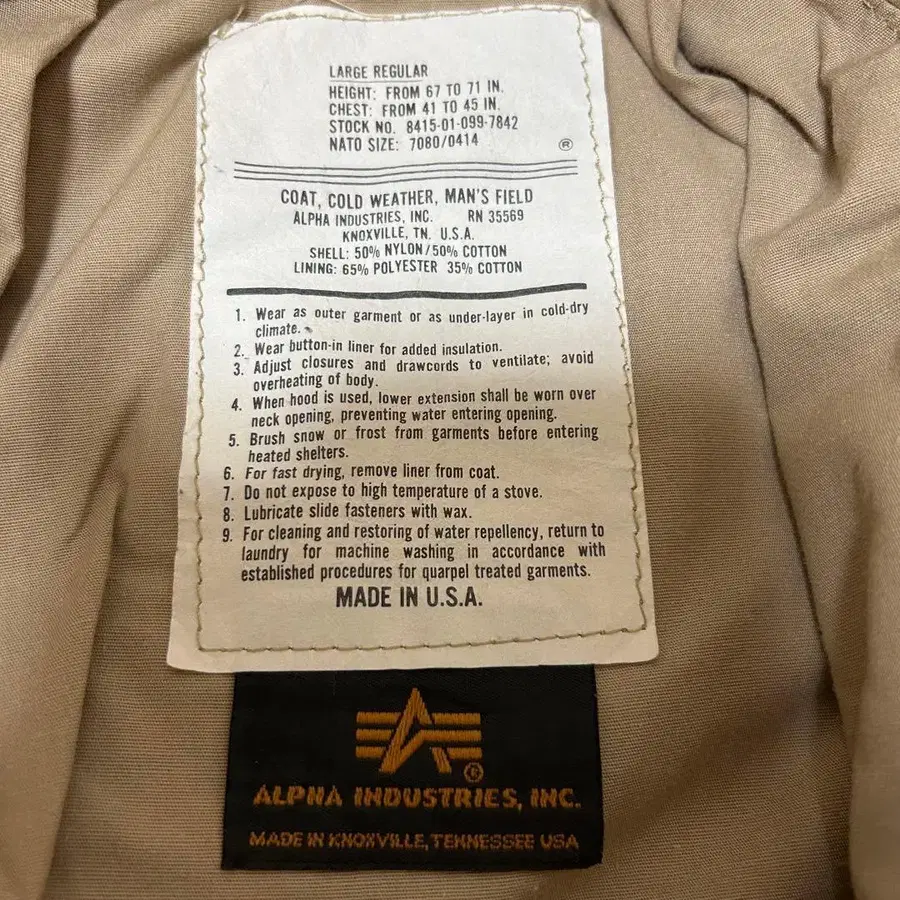 LARGE REGULAR
HEIGHT: FROM 67 TO 71 IN.
CHEST: FROM 41 TO 45 IN.
STOCK NO. 8415-01-099-7842
NATO SIZE: 7080/0414
®
COAT, COLD WEATHER, MAN'S FIELD
ALPHA INDUSTRIES, INC. RN 35569
KNOXVILLE, TN. U.S.A.
SHELL: 50% NYLON/50% COTTON
LINING: 65% POLYESTER 35% COTTON
1. Wear as outer garment or as under-layer in cold-dry
climate.
2. Wear button-in liner for added insulation.
3. Adjust closures and drawcords to ventilate; avoid
overheating of body.
4. When hood is used, lower extension shall be worn over
neck opening, preventing water entering opening.
5. Brush snow or frost from garments before entering
heated shelters.
6. For fast drying, remove liner from coat.
7. Do not expose to high temperature of a stove.
8. Lubricate slide fasteners with wax.
9. For cleaning and restoring of water repellency, return to
laundry for machine washing in accordance with
established procedures for quarpel treated garments.
MADE IN U.S.A.
®
ALPHA INDUSTRIES, INC.
MADE IN KNOXVILLE, TENNESSEE USA